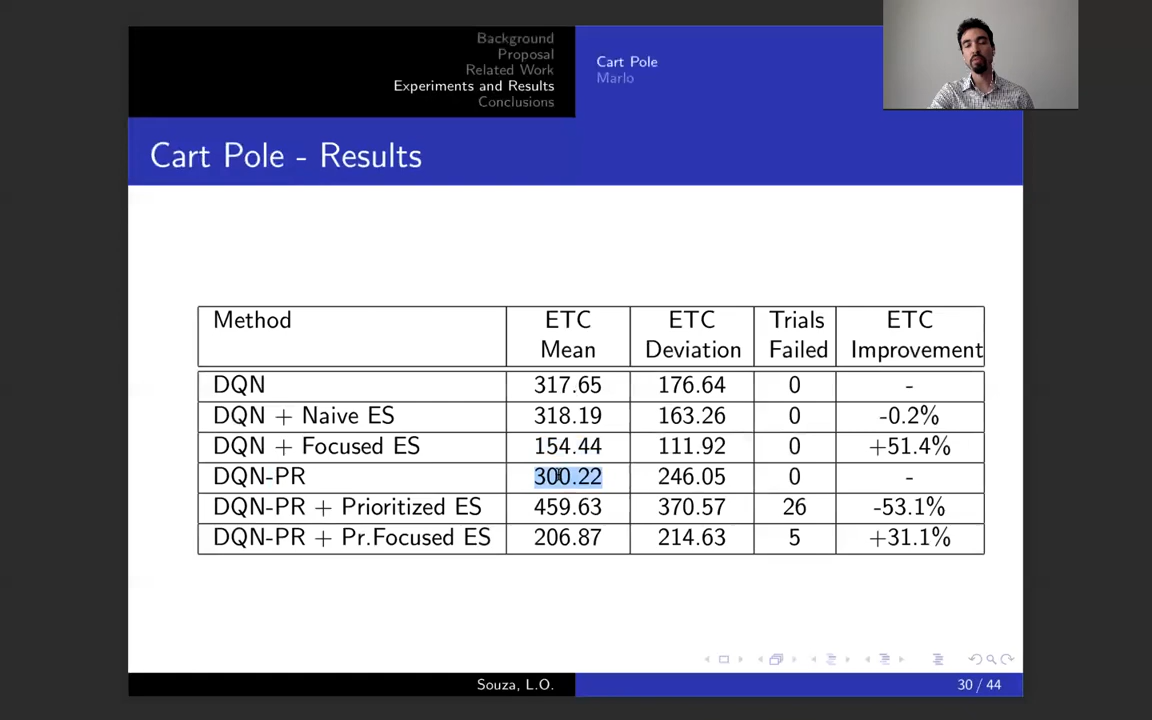 Background
Proposal
Related Work
Experiments and Results
Conclusions
Cart Pole
Marlo
Cart Pole - Results
Method ETC Mean ETC Deviation Trials Failed ETC Improvement
DQN 317.65 176.64 0 -
DQN + Naive ES 318.19 163.26 0 -0.2%
DQN + Focused ES 154.44 111.92 0 +51.4%
DQN-PR 300.22 246.05 0 -
DQN-PR + Prioritized ES 459.63 370.57 26 -53.1%
DQN-PR + Pr.Focused ES 206.87 214.63 5 +31.1%
Souza, L.O.
30 / 44